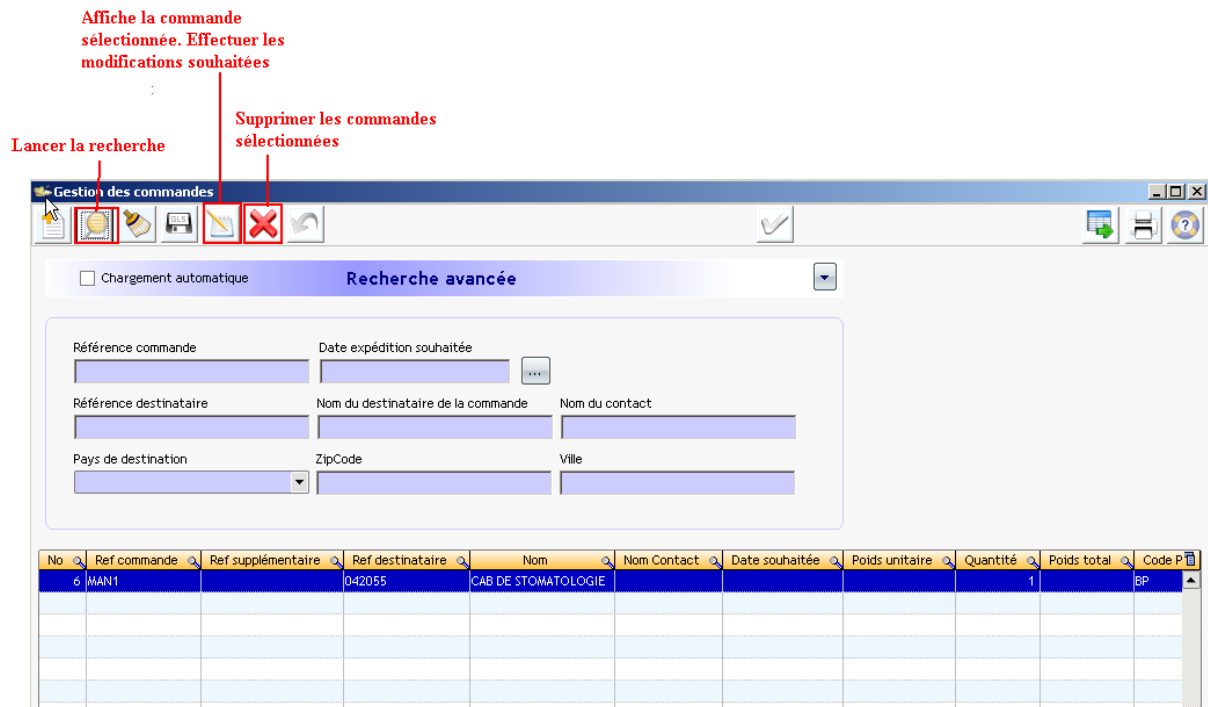 Affiche la commande
sélectionnée. Effectuer les
modifications souhaitées
:
Supprimer les commandes
sélectionnées
Lancer la recherche
Gestion des commandes
GLS
Chargement automatique Recherche avancée
Référence commande Date expédition souhaitée
...
Référence destinataire Nom du destinataire de la commande Nom du contact
Pays de destination ZipCode Ville
No Ref commande Ref supplémentaire Ref destinataire Nom Nom Contact Date souhaitée Poids unitaire Quantité Poids total Code P
6 MAN1 042055 CAB DE STOMATOLOGIE 1 BP